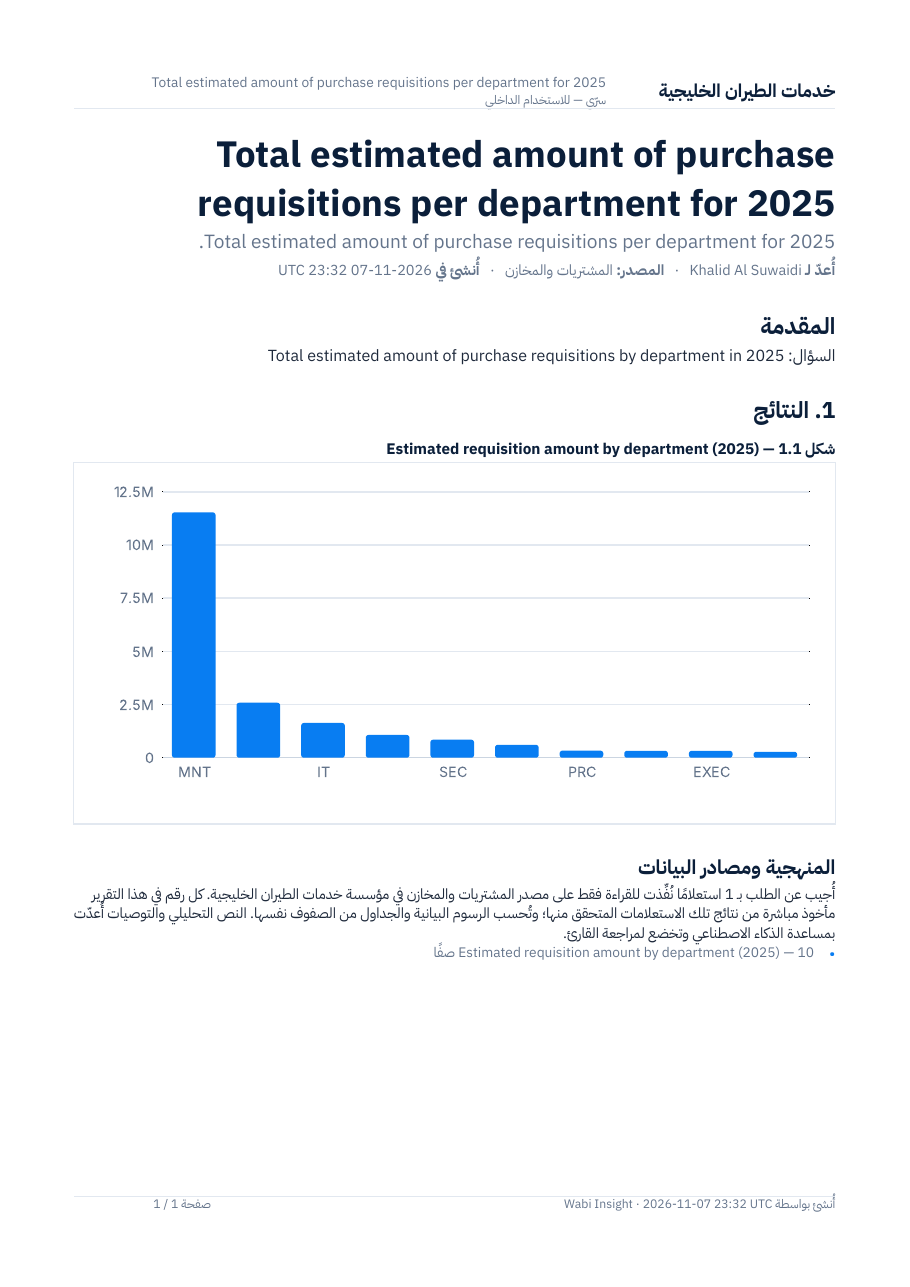 خدمات الطيران الخليجية
Total estimated amount of purchase requisitions per department for 2025
سرّي — للاستخدام الداخلي
Total estimated amount of purchase
requisitions per department for 2025
Total estimated amount of purchase requisitions per department for 2025.
أُعدّ لـ Khalid Al Suwaidi · المصدر: المشتريات والمخازن · أُنشئ في 2026-11-07 23:32 UTC
المقدمة
السؤال: Total estimated amount of purchase requisitions by department in 2025
1. النتائج
شكل 1.1 — Estimated requisition amount by department (2025)
12.5M
10M
7.5M
5M
2.5M
0
MNT IT SEC PRC EXEC
المنهجية ومصادر البيانات
أُجيب عن الطلب بـ 1 استعلامًا نُفِّذت للقراءة فقط على مصدر المشتريات والمخازن في مؤسسة خدمات الطيران الخليجية. كل رقم في هذا التقرير
مأخوذ مباشرة من نتائج تلك الاستعلامات المتحقق منها؛ وتُحسب الرسوم البيانية والجداول من الصفوف نفسها. النص التحليلي والتوصيات أُعدّت
بمساعدة الذكاء الاصطناعي وتخضع لمراجعة القارئ.
• Estimated requisition amount by department (2025) — 10 صفًا
أُنشئ بواسطة Wabi Insight · 2026-11-07 23:32 UTC
صفحة 1 / 1